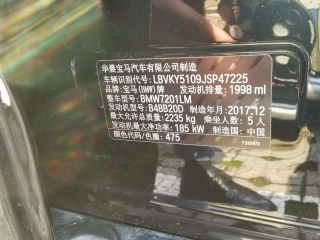 华晨宝马汽车有限公司制造
车辆识别代号: LBVKY5109JSP47225
品牌:宝马(BMW)牌 发动机排量: 1998 ml
整车型号: BMW7201LM
发动机型号: B48B20D 制造年月:2017.12
最大允许总质量: 2235 kg 乘坐人数: 5人
发动机最大净功率: 185 kW 制造国:中国
颜色代码/色圈: 475